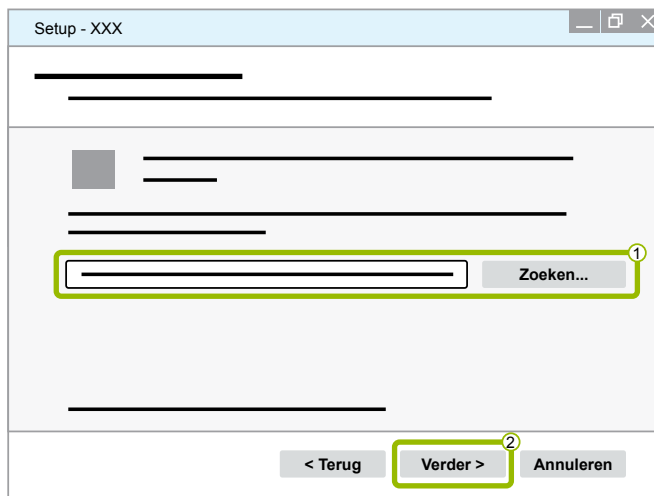 Setup - XXX
1
Zoeken...
2
< Terug
Verder >
Annuleren